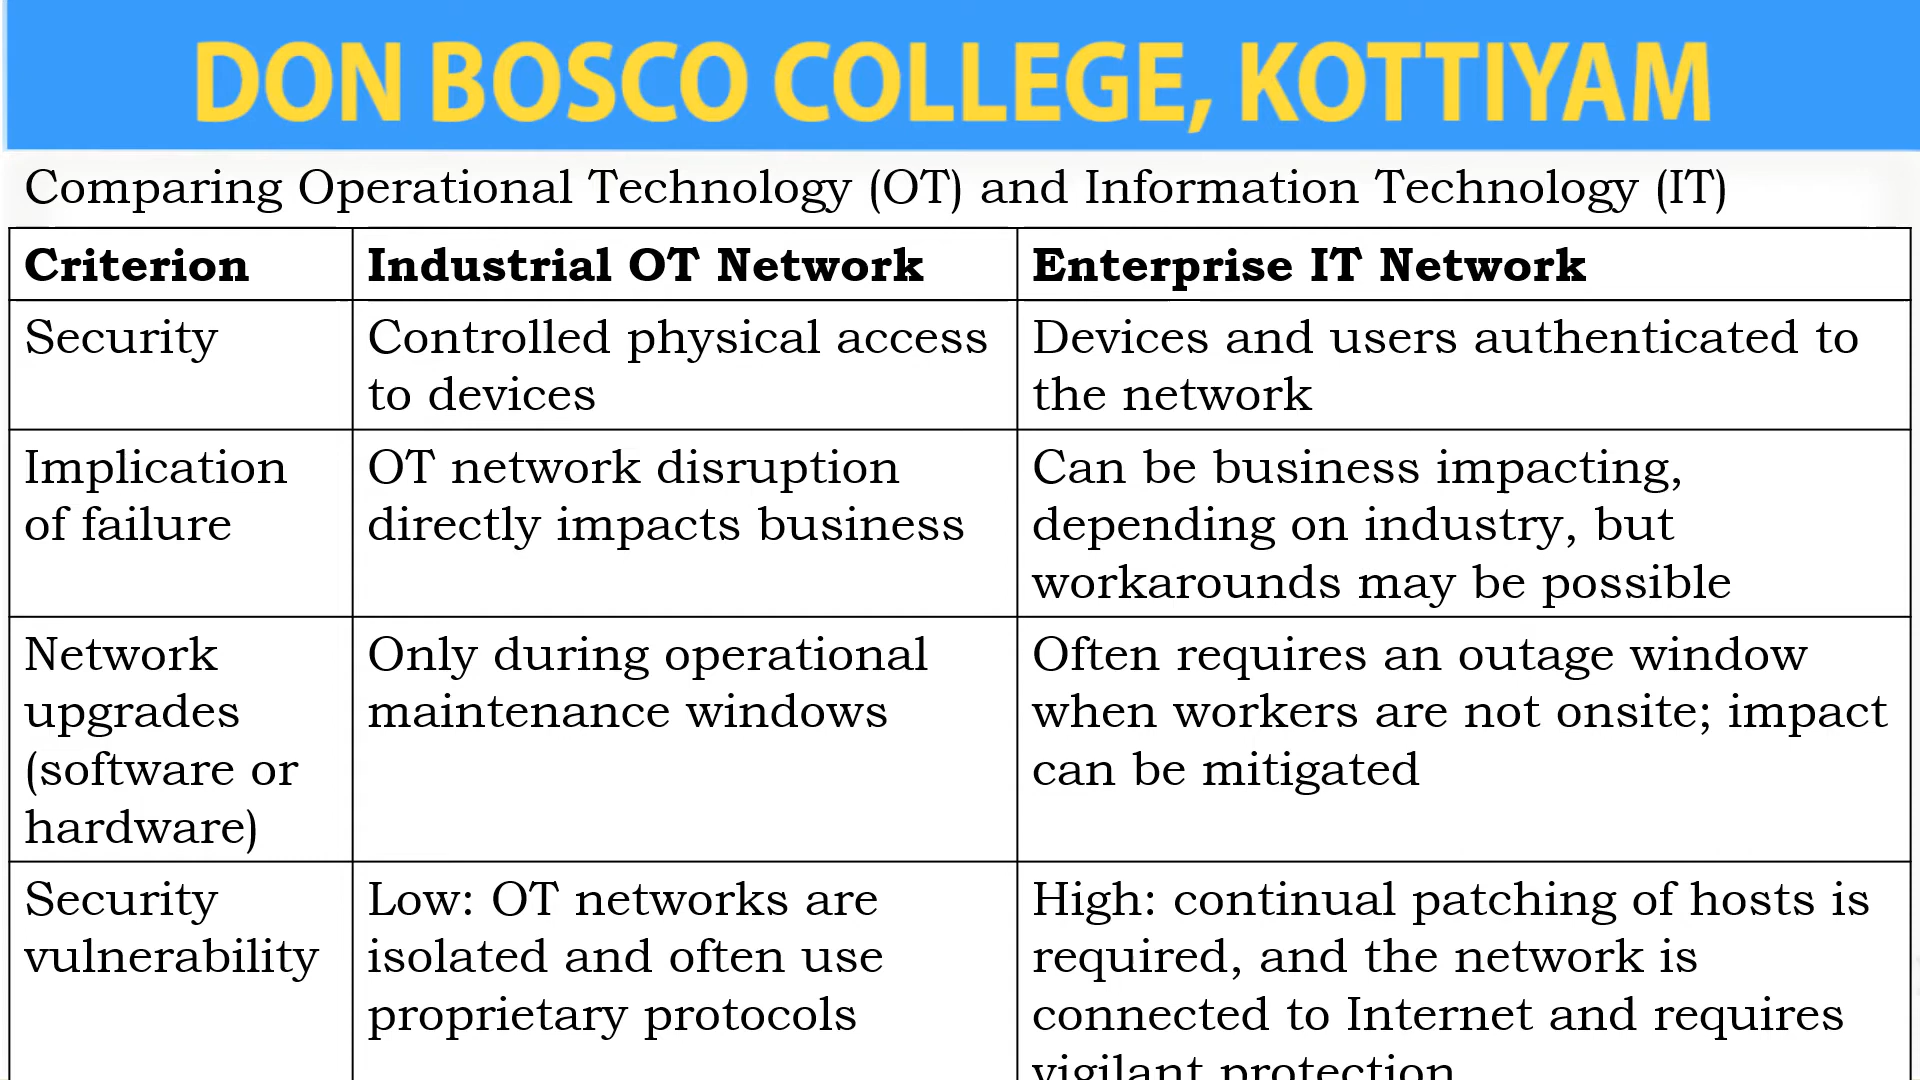 DON BOSCO COLLEGE, KOTTIYAM
Comparing Operational Technology (OT) and Information Technology (IT)
Criterion
Industrial OT Network
Enterprise IT Network
Security
Controlled physical access
to devices
Devices and users authenticated to
the network
Implication
of failure
OT network disruption
directly impacts business
Can be business impacting,
depending on industry, but
workarounds may be possible
Network
upgrades
(software or
hardware)
Only during operational
maintenance windows
Often requires an outage window
when workers are not onsite; impact
can be mitigated
Security
vulnerability
Low: OT networks are
isolated and often use
proprietary protocols
High: continual patching of hosts is
required, and the network is
connected to Internet and requires
vigilant protection